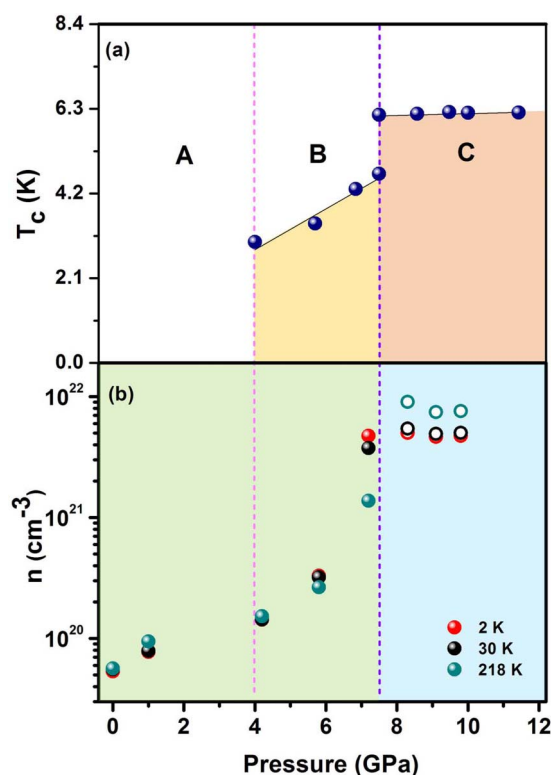 8.4
(a)
6.3
A
B
C
4.2
2.1
0.0
T_c (K)
10^22
(b)
10^21
10^20
n (cm^-3)
2 K
30 K
218 K
0 2 4 6 8 10 12
Pressure (GPa)